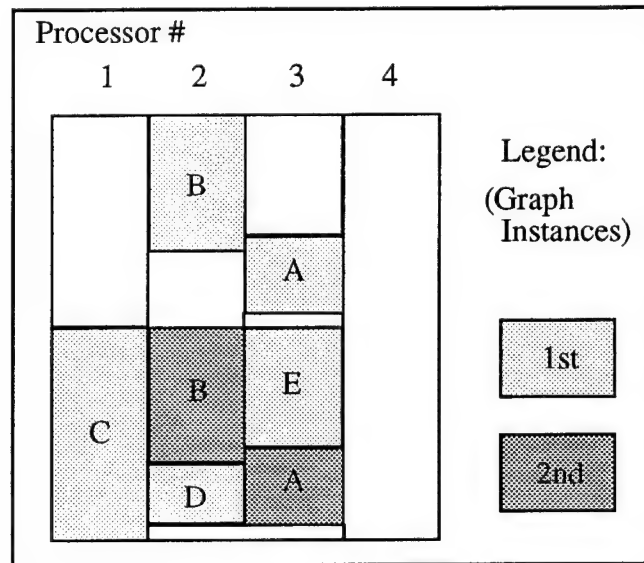 Processor #
1 2 3 4
B
A
Legend:
(Graph
Instances)
1st
C
B
E
D
A
2nd